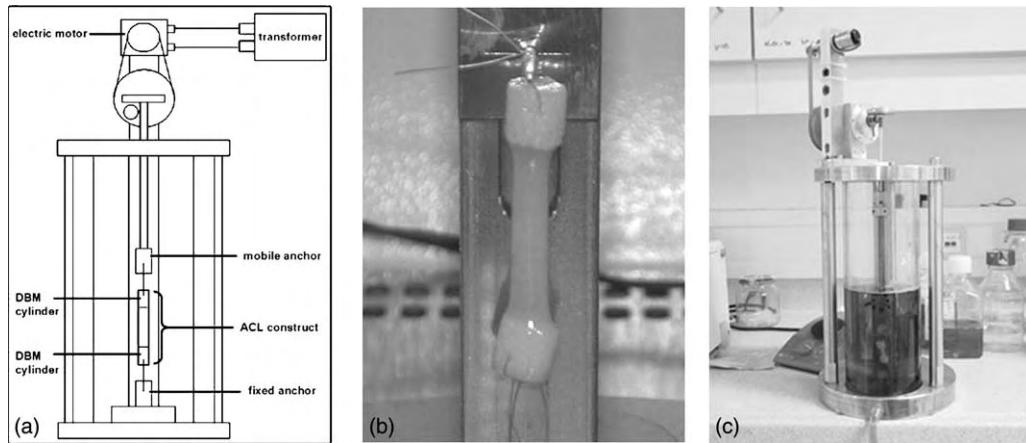 electric motor
transformer
mobile anchor
DBM
cylinder
ACL construct
DBM
cylinder
fixed anchor
(a)
(b)
(c)